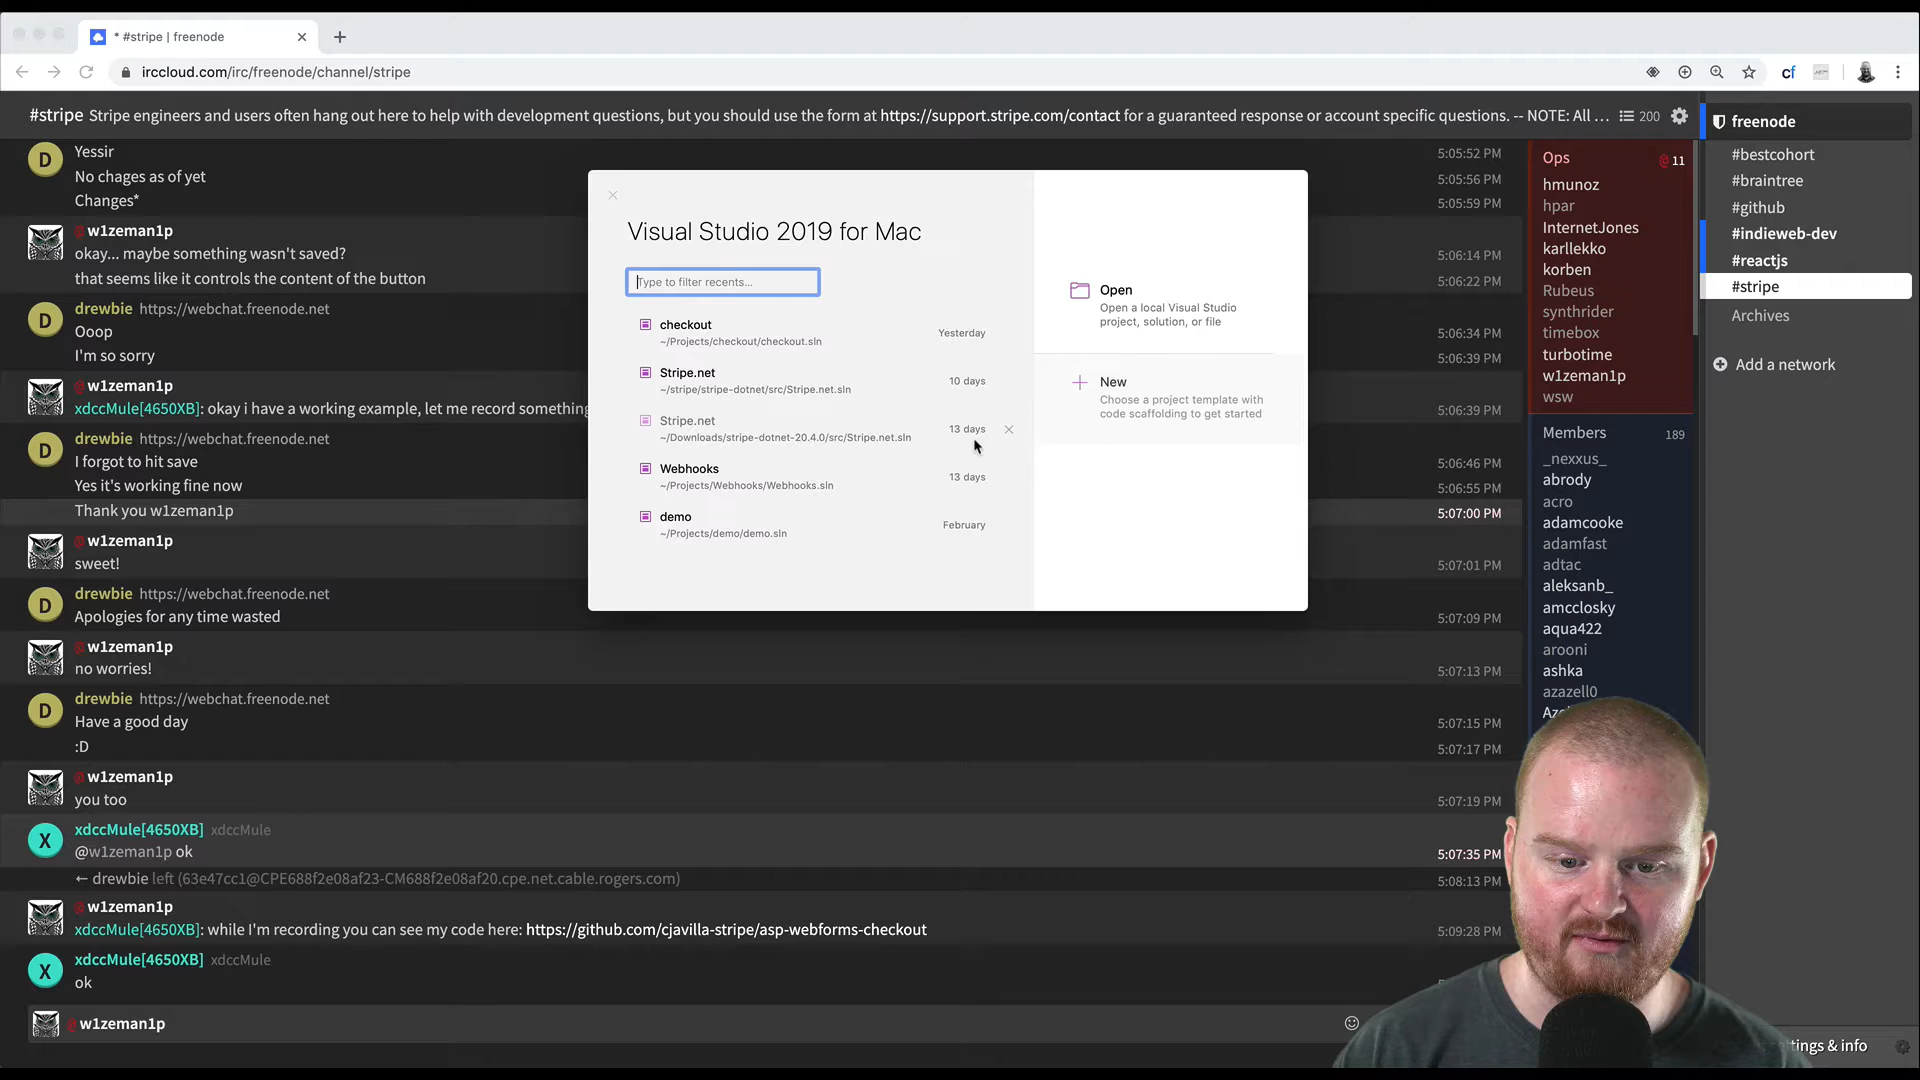 * #stripe | freenode
irccloud.com/irc/freenode/channel/stripe
cf
#stripe Stripe engineers and users often hang out here to help with development questions, but you should use the form at https://support.stripe.com/contact for a guaranteed response or account specific questions. -- NOTE: All ...
200
D
Yessir
5:05:52 PM
No chages as of yet
5:05:56 PM
Changes*
5:05:59 PM
@w1zeman1p
okay... maybe something wasn't saved?
5:06:14 PM
that seems like it controls the content of the button
5:06:22 PM
D
drewbie https://webchat.freenode.net
Ooop
5:06:34 PM
I'm so sorry
5:06:39 PM
@w1zeman1p
xdccMule[4650XB]: okay i have a working example, let me record something
5:06:39 PM
D
drewbie https://webchat.freenode.net
I forgot to hit save
5:06:46 PM
Yes it's working fine now
5:06:55 PM
Thank you w1zeman1p
5:07:00 PM
@w1zeman1p
sweet!
5:07:01 PM
D
drewbie https://webchat.freenode.net
Apologies for any time wasted
5:07:09 PM
@w1zeman1p
no worries!
5:07:13 PM
D
drewbie https://webchat.freenode.net
Have a good day
5:07:15 PM
:D
5:07:17 PM
@w1zeman1p
you too
5:07:19 PM
X
xdccMule[4650XB] xdccMule
@w1zeman1p ok
5:07:35 PM
← drewbie left (63e47cc1@CPE688f2e08af23-CM688f2e08af20.cpe.net.cable.rogers.com)
5:08:13 PM
@w1zeman1p
xdccMule[4650XB]: while I'm recording you can see my code here: https://github.com/cjavilla-stripe/asp-webforms-checkout
5:09:28 PM
X
xdccMule[4650XB] xdccMule
ok
@w1zeman1p
Visual Studio 2019 for Mac
Type to filter recents...
checkout
~/Projects/checkout/checkout.sln
Yesterday
Stripe.net
~/stripe/stripe-dotnet/src/Stripe.net.sln
10 days
Stripe.net
~/Downloads/stripe-dotnet-20.4.0/src/Stripe.net.sln
13 days
Webhooks
~/Projects/Webhooks/Webhooks.sln
13 days
demo
~/Projects/demo/demo.sln
February
Open
Open a local Visual Studio
project, solution, or file
New
Choose a project template with
code scaffolding to get started
Ops
@ 11
hmunoz
hpar
InternetJones
karllekko
korben
Rubeus
synthrider
timebox
turbotime
w1zeman1p
wsw
Members
189
_nexxus_
abrody
acro
adamcooke
adamfast
adtac
aleksanb_
amcclosky
aqua422
arooni
ashka
azazell0
freenode
#bestcohort
#braintree
#github
#indieweb-dev
#reactjs
#stripe
Archives
Add a network
& info